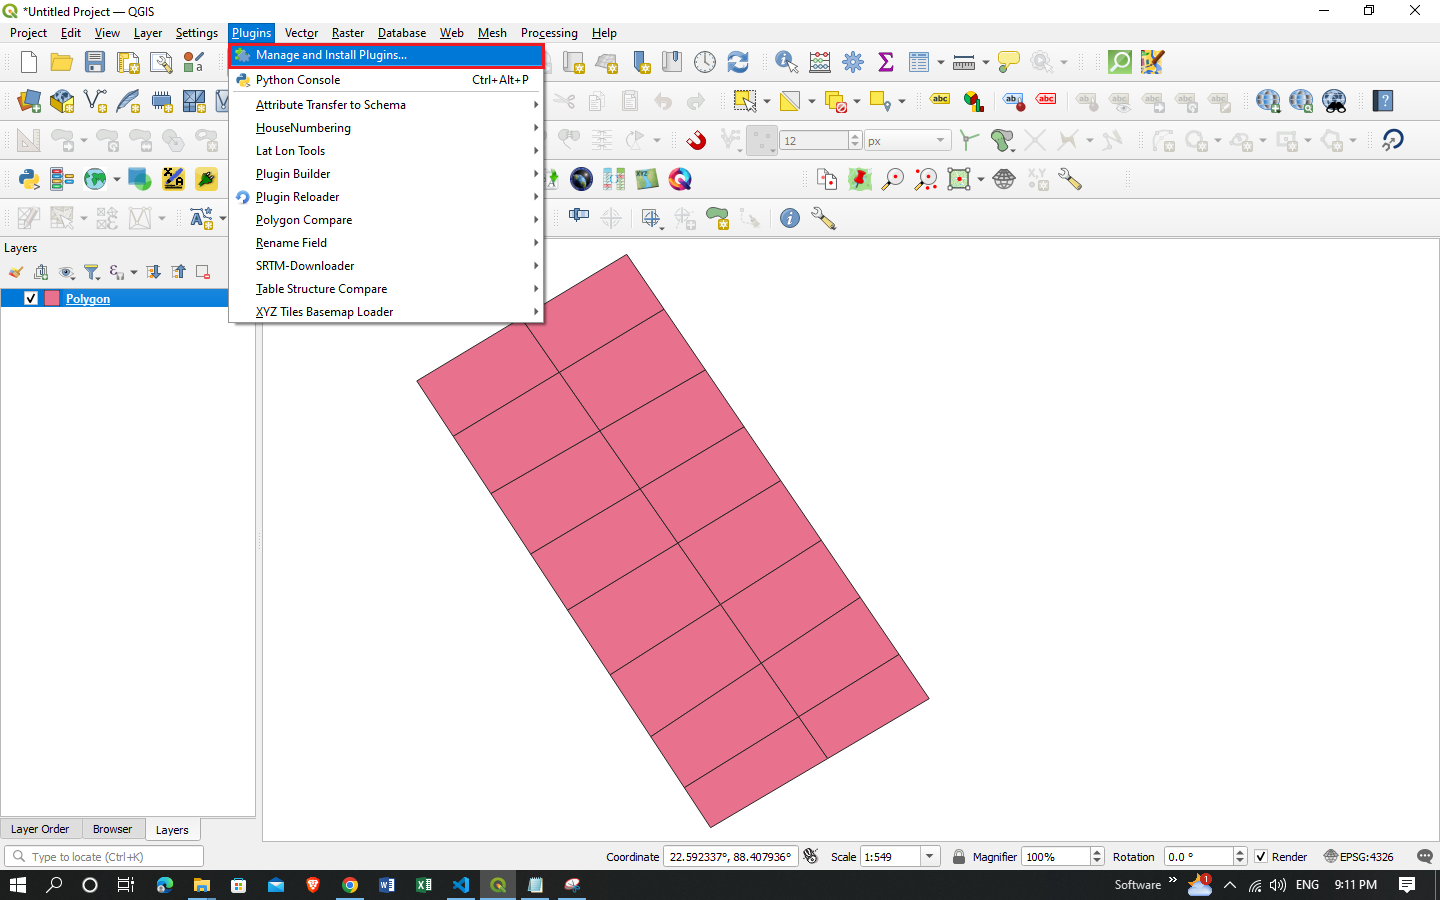 *Untitled Project — QGIS
Project Edit View Layer Settings Plugins Vector Raster Database Web Mesh Processing Help
Manage and Install Plugins...
Python Console Ctrl+Alt+P
Attribute Transfer to Schema
HouseNumbering
Lat Lon Tools
Plugin Builder
Plugin Reloader
Polygon Compare
Rename Field
SRTM-Downloader
Table Structure Compare
XYZ Tiles Basemap Loader
12 px
Layers
Polygon
Layer Order Browser Layers
Type to locate (Ctrl+K)
Coordinate 22.592337°, 88.407936° Scale 1:549 Magnifier 100% Rotation 0.0 ° Render EPSG:4326
Software 1 ENG 9:11 PM